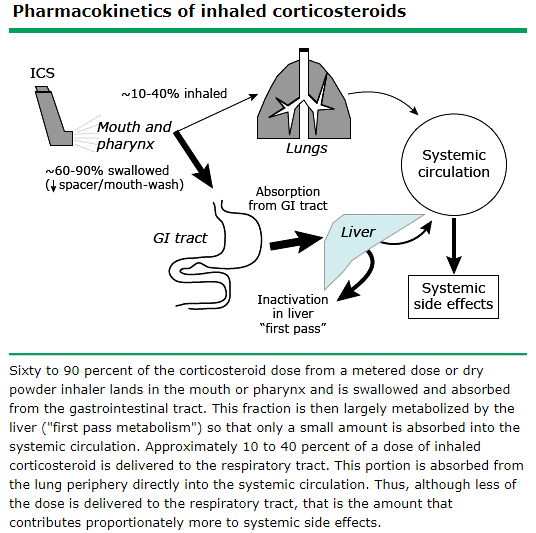 Pharmacokinetics of inhaled corticosteroids
ICS
~10-40% inhaled
Mouth and
pharynx
Lungs
~60-90% swallowed
(↓spacer/mouth-wash)
Systemic
circulation
Absorption
from GI tract
GI tract
Liver
Systemic
side effects
Inactivation
in liver
“first pass”
Sixty to 90 percent of the corticosteroid dose from a metered dose or dry
powder inhaler lands in the mouth or pharynx and is swallowed and absorbed
from the gastrointestinal tract. This fraction is then largely metabolized by the
liver ("first pass metabolism") so that only a small amount is absorbed into the
systemic circulation. Approximately 10 to 40 percent of a dose of inhaled
corticosteroid is delivered to the respiratory tract. This portion is absorbed from
the lung periphery directly into the systemic circulation. Thus, although less of
the dose is delivered to the respiratory tract, that is the amount that
contributes proportionately more to systemic side effects.